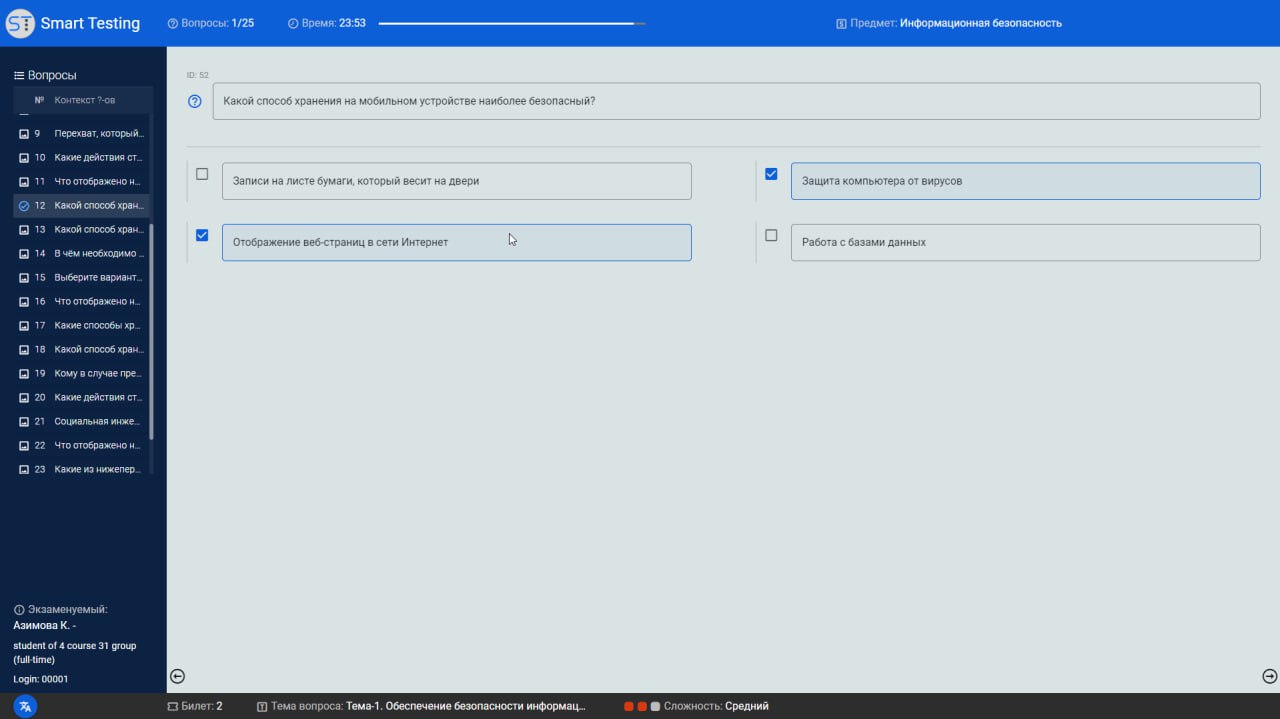 Smart Testing
Вопросы: 1/25
Время: 23:53
Предмет: Информационная безопасность
Вопросы
№ Контекст ?-ов
9 Перехват, который...
10 Какие действия ст...
11 Что отображено н...
12 Какой способ хран...
13 Какой способ хран...
14 В чём необходимо ...
15 Выберите вариант...
16 Что отображено н...
17 Какие способы хр...
18 Какой способ хран...
19 Кому в случае пре...
20 Какие действия ст...
21 Социальная инже...
22 Что отображено н...
23 Какие из нижепер...
Экзаменуемый:
Азимова К. -
student of 4 course 31 group
(full-time)
Login: 00001
ID: 52
Какой способ хранения на мобильном устройстве наиболее безопасный?
Записи на листе бумаги, который весит на двери
Защита компьютера от вирусов
Отображение веб-страниц в сети Интернет
Работа с базами данных
Билет: 2
Тема вопроса: Тема-1. Обеспечение безопасности информац...
Сложность: Средний